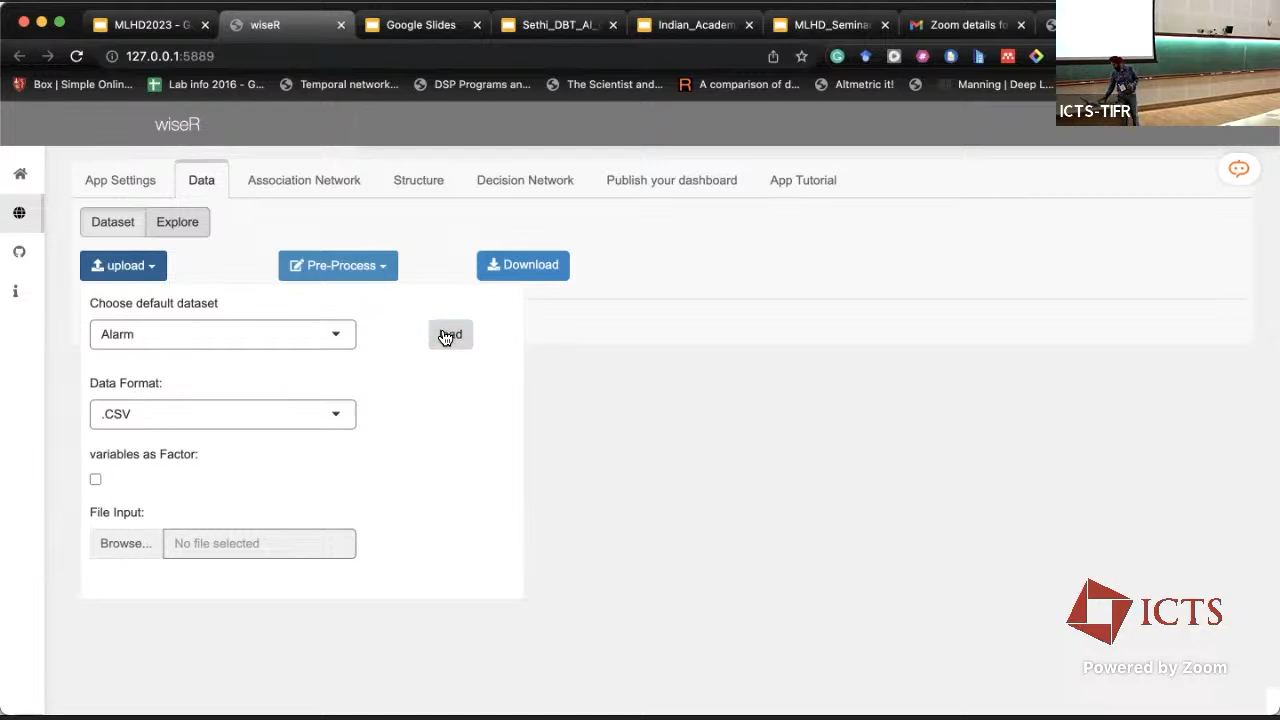 MLHD2023 - G
wiseR
Google Slides
Sethi_DBT_AI_
Indian_Academ
MLHD_Semina
Zoom details fo
127.0.0.1:5889
Box | Simple Onlin...
Lab info 2016 - G...
Temporal network...
DSP Programs an...
The Scientist and...
A comparison of d...
Altmetric it!
Manning | Deep L
ICTS-TIFR
wiseR
App Settings
Data
Association Network
Structure
Decision Network
Publish your dashboard
App Tutorial
Dataset
Explore
upload
Pre-Process
Download
Choose default dataset
Alarm
Data Format:
.CSV
variables as Factor:
File Input:
Browse...
No file selected
ICTS
Powered by Zoom